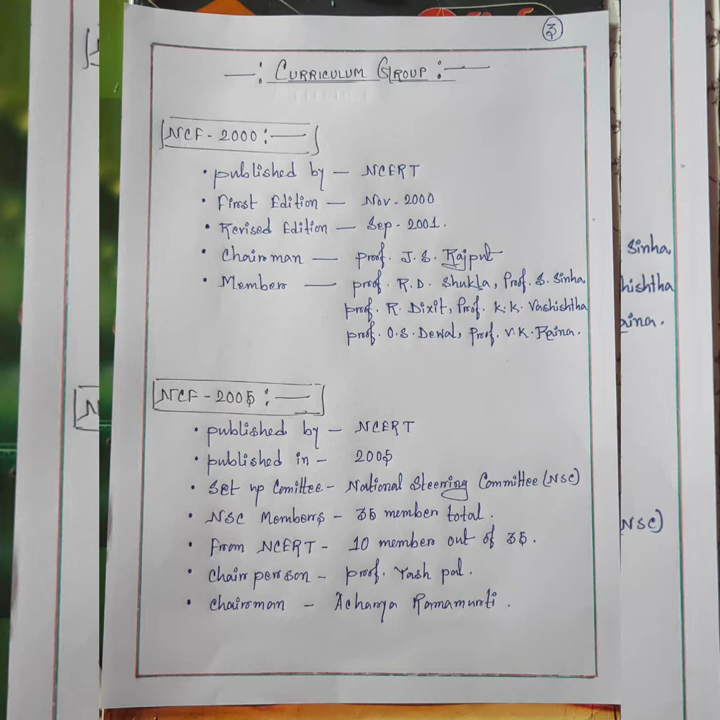 3
—: CURRICULUM GROUP :—
NCF - 2000 :—
• published by — NCERT
• First Edition — Nov - 2000
• Revised Edition — Sep - 2001.
• Chairman — prof. J. S. Rajput
• Member — prof. R.D. Shukla, Prof. S. Sinha
prof. R. Dixit, Prof. K.K. Vashishtha
prof. O.S. Dewal, Prof. V.K. Raina.
NCF - 2005 :—
• published by — NCERT
• published in - 2005
• Set up Comittee - National Steering Committee (NSC)
• NSC Members - 35 member total.
• From NCERT - 10 member out of 35.
• Chair person - prof. Yash pal.
• Chairman - Acharya Ramamurti.
Sinha
hishtha
aina.
NSC)
N